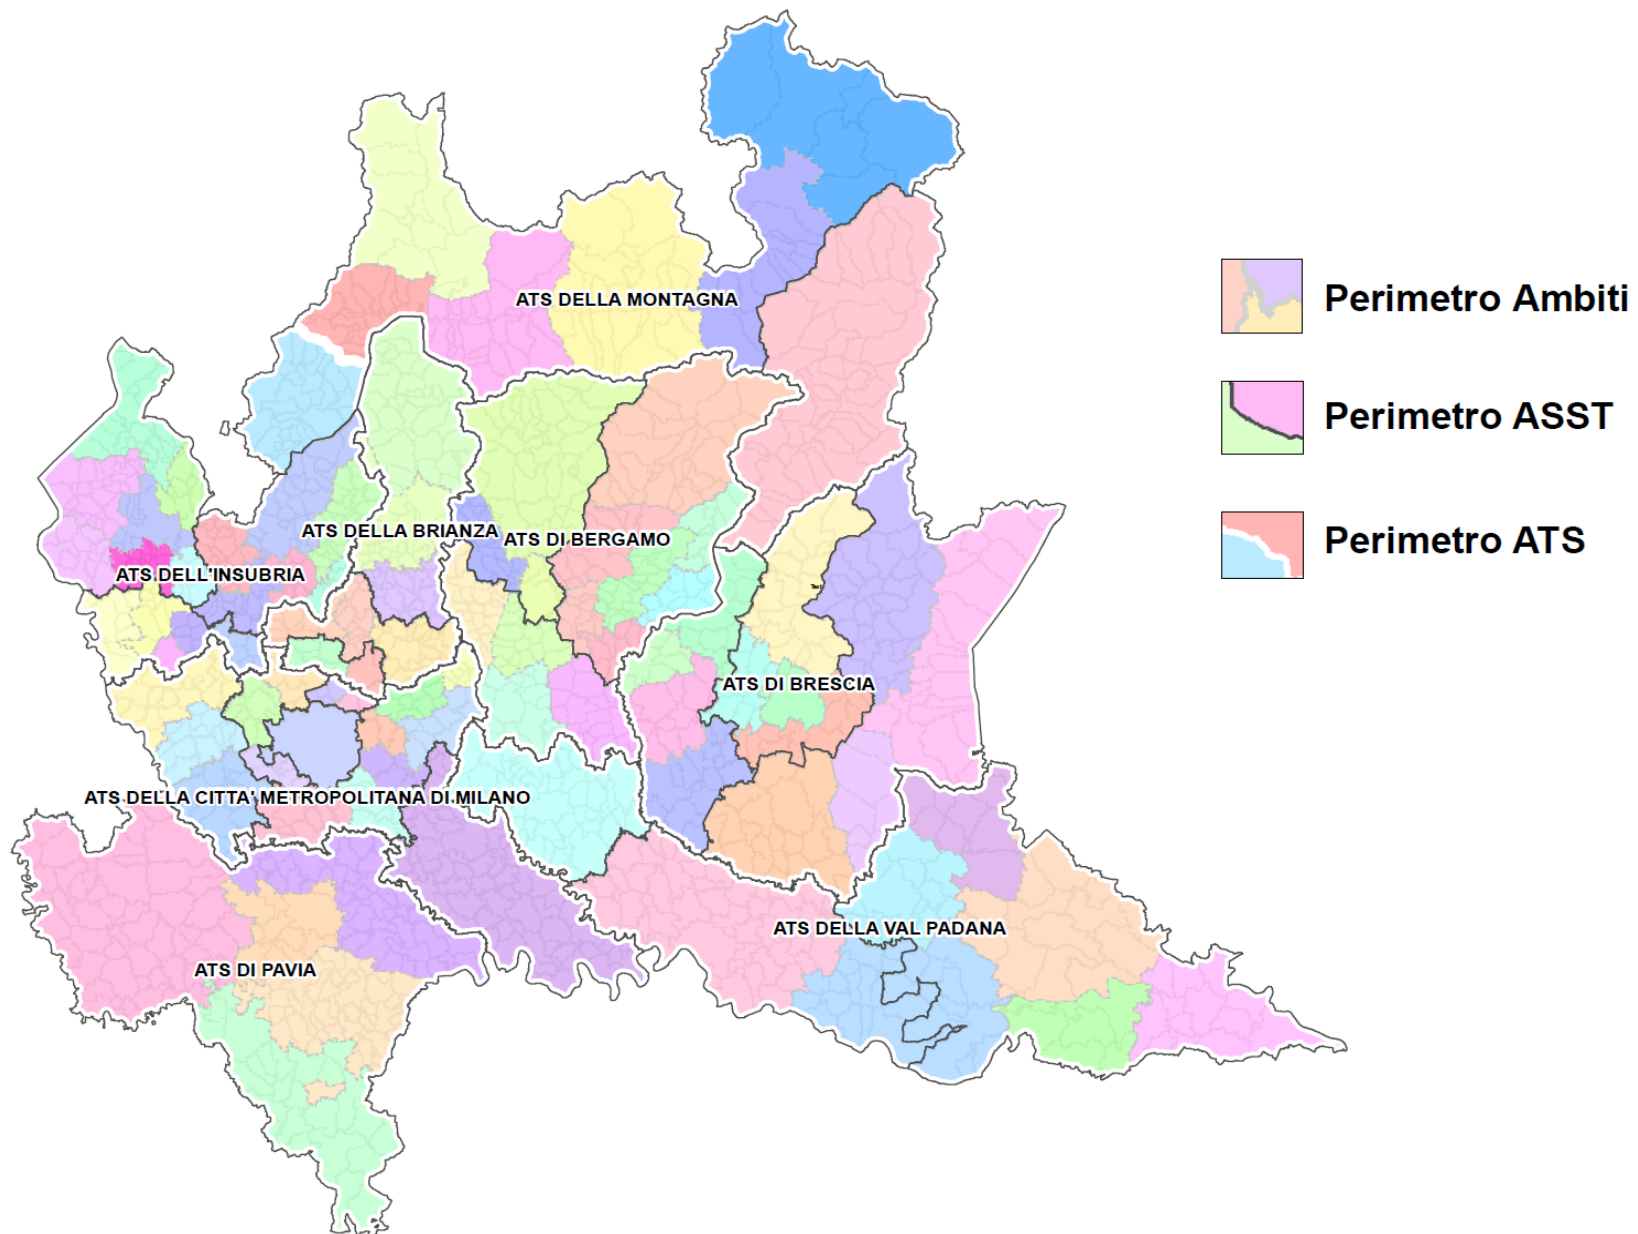 ATS DELLA MONTAGNA
Perimetro Ambiti
Perimetro ASST
ATS DELLA BRIANZA
ATS DI BERGAMO
Perimetro ATS
ATS DELL'INSUBRIA
ATS DI BRESCIA
ATS DELLA CITTA' METROPOLITANA DI MILANO
ATS DELLA VAL PADANA
ATS DI PAVIA